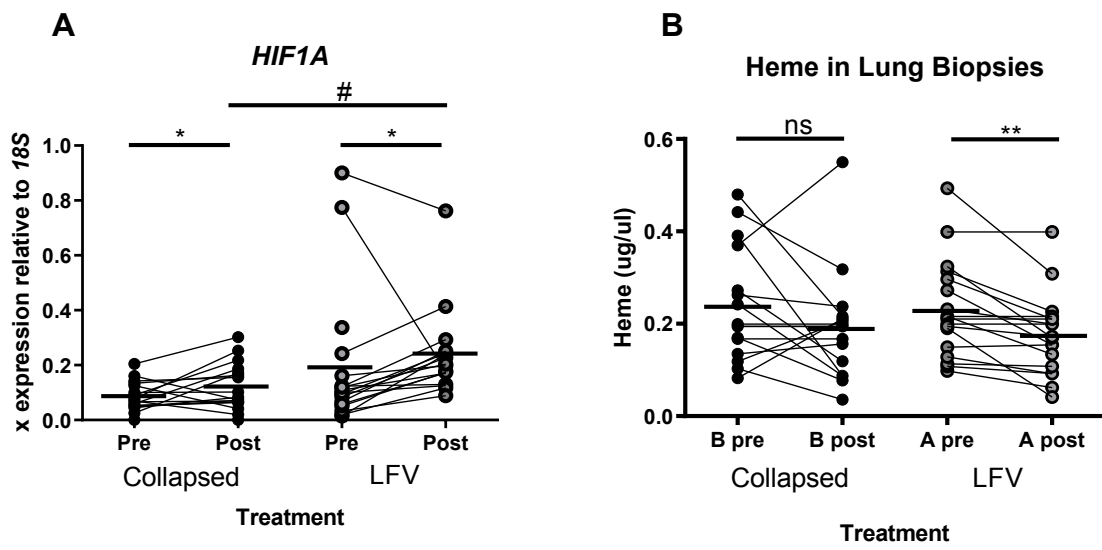 A
HIF1A
#
* *
x expression relative to 18S
1.0
0.8
0.6
0.4
0.2
0.0
Pre Post Pre Post
Collapsed LFV
Treatment
B
Heme in Lung Biopsies
ns **
Heme (ug/ul)
0.6
0.4
0.2
0.0
B pre B post A pre A post
Collapsed LFV
Treatment